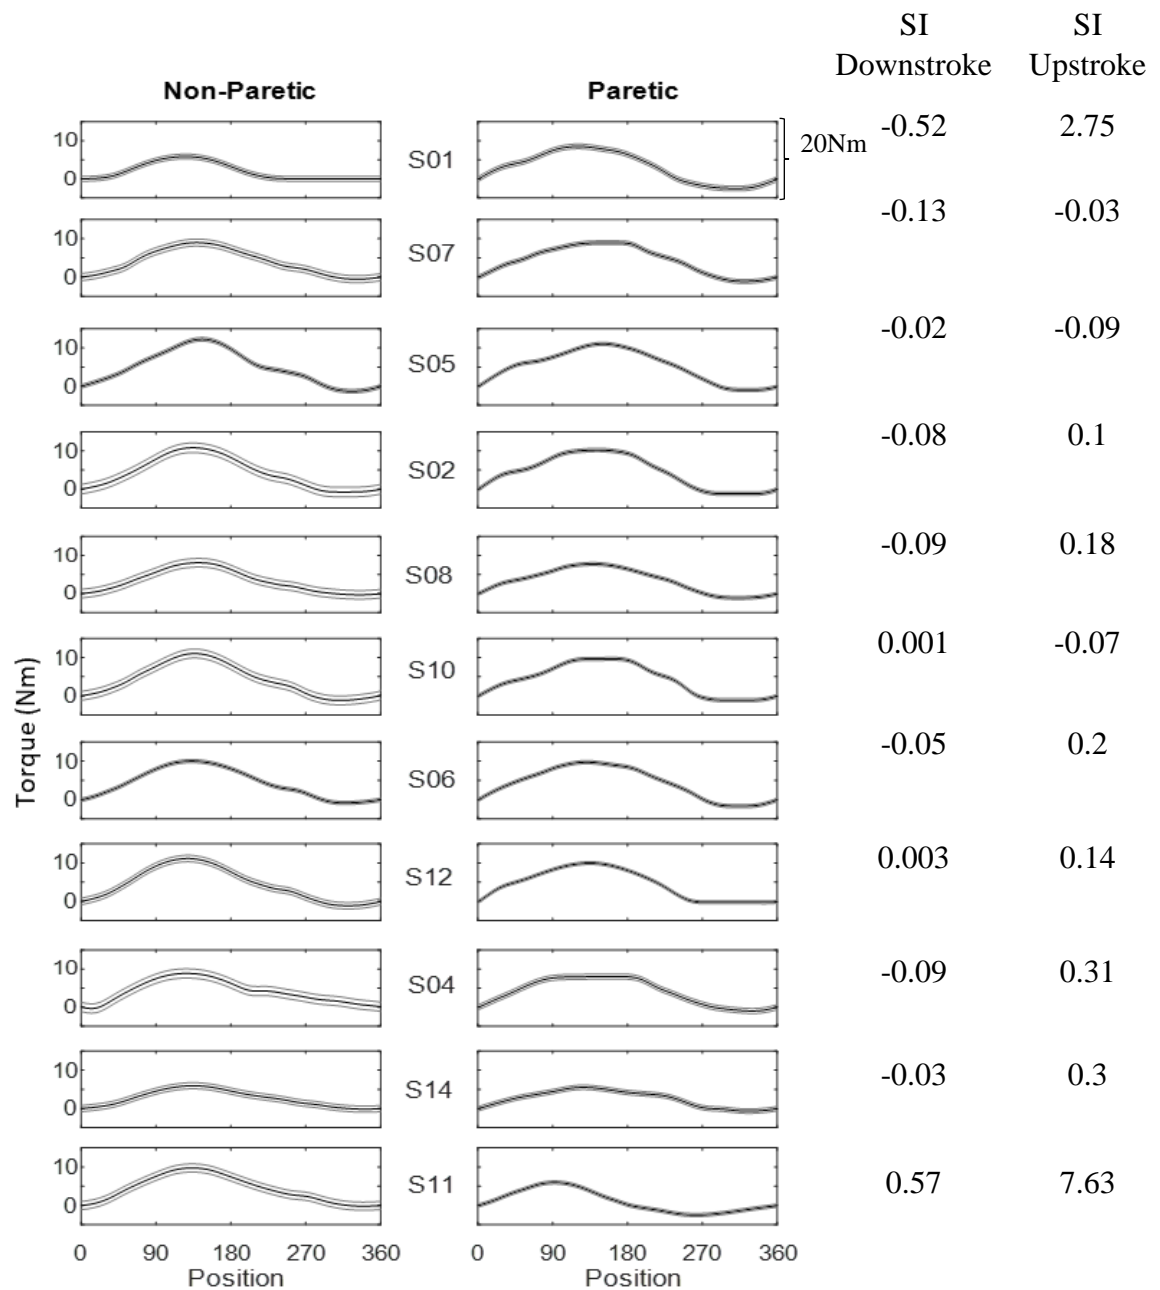 SI SI
Downstroke Upstroke
Non-Paretic Paretic
10 0 S01 20Nm -0.52 2.75
10 0 S07 -0.13 -0.03
10 0 S05 -0.02 -0.09
10 0 S02 -0.08 0.1
10 0 S08 -0.09 0.18
10 0 S10 0.001 -0.07
Torque (Nm)
10 0 S06 -0.05 0.2
10 0 S12 0.003 0.14
10 0 S04 -0.09 0.31
10 0 S14 -0.03 0.3
10 0 S11 0.57 7.63
0 90 180 270 360 0 90 180 270 360
Position Position